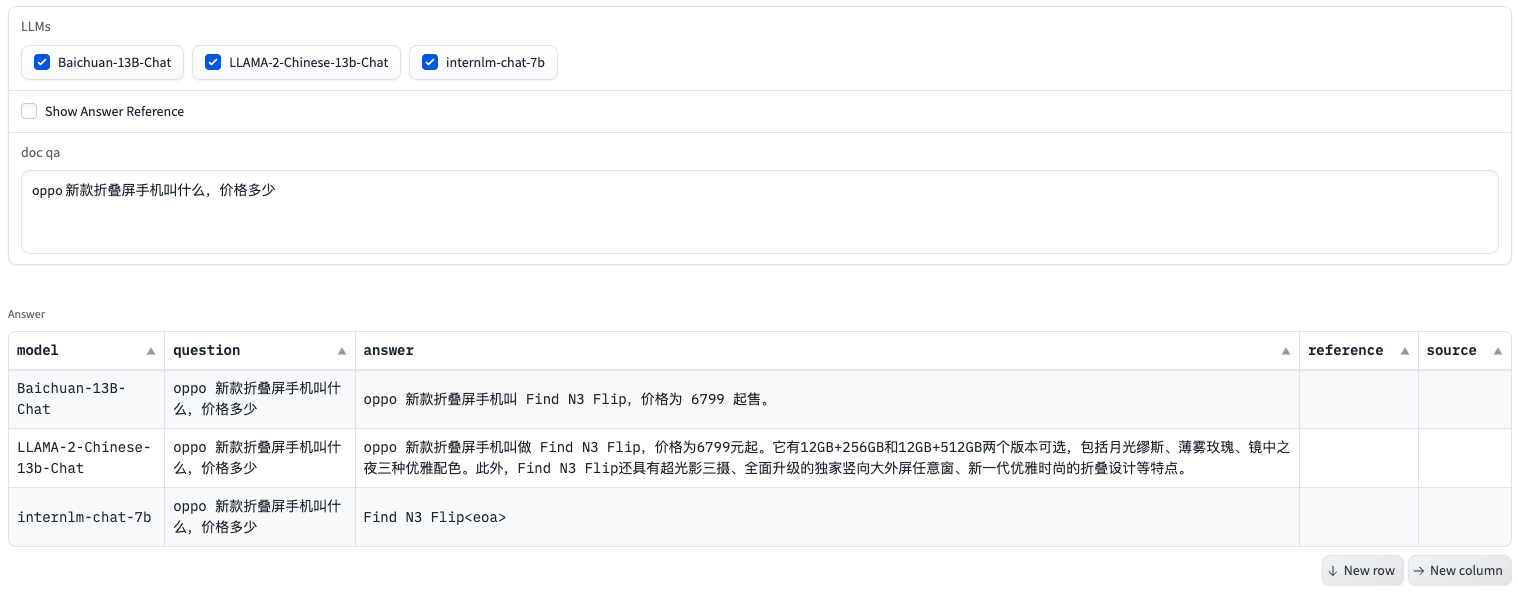 LLMs
Baichuan-13B-Chat LLAMA-2-Chinese-13b-Chat internlm-chat-7b
Show Answer Reference
doc qa
oppo 新款折叠屏手机叫什么，价格多少
Answer
model question answer reference source
Baichuan-13B-
Chat
oppo 新款折叠屏手机叫什
么，价格多少
oppo 新款折叠屏手机叫 Find N3 Flip，价格为 6799 起售。
LLAMA-2-Chinese-
13b-Chat
oppo 新款折叠屏手机叫什
么，价格多少
oppo 新款折叠屏手机叫做 Find N3 Flip，价格为6799元起。它有12GB+256GB和12GB+512GB两个版本可选，包括月光缪斯、薄雾玫瑰、镜中之
夜三种优雅配色。此外，Find N3 Flip还具有超光影三摄、全面升级的独家竖向大外屏任意窗、新一代优雅时尚的折叠设计等特点。
internlm-chat-7b
oppo 新款折叠屏手机叫什
么，价格多少
Find N3 Flip<eoa>
↓ New row → New column